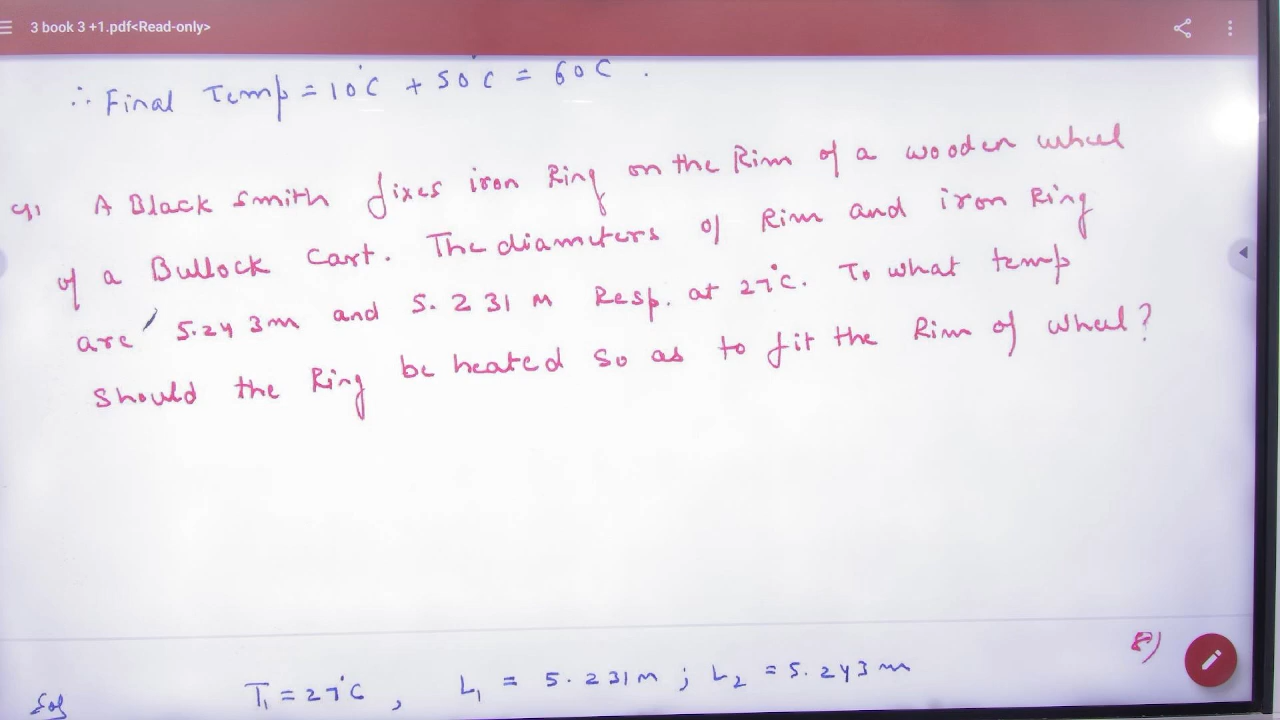 3 book 3 +1.pdf<Read-only>
∴ Final Temp = 10°C + 50°C = 60C.
A Black Smith fixes iron Ring on the Rim of a wooden wheel
of a Bullock Cart. The diameters of Rim and iron Ring
are 5.243m and 5.231 M Resp. at 27°C. To what temp
should the Ring be heated so as to fit the Rim of wheel?
8)
Sol T₁ = 27°C, L₁ = 5.231M ; L₂ = 5.243m